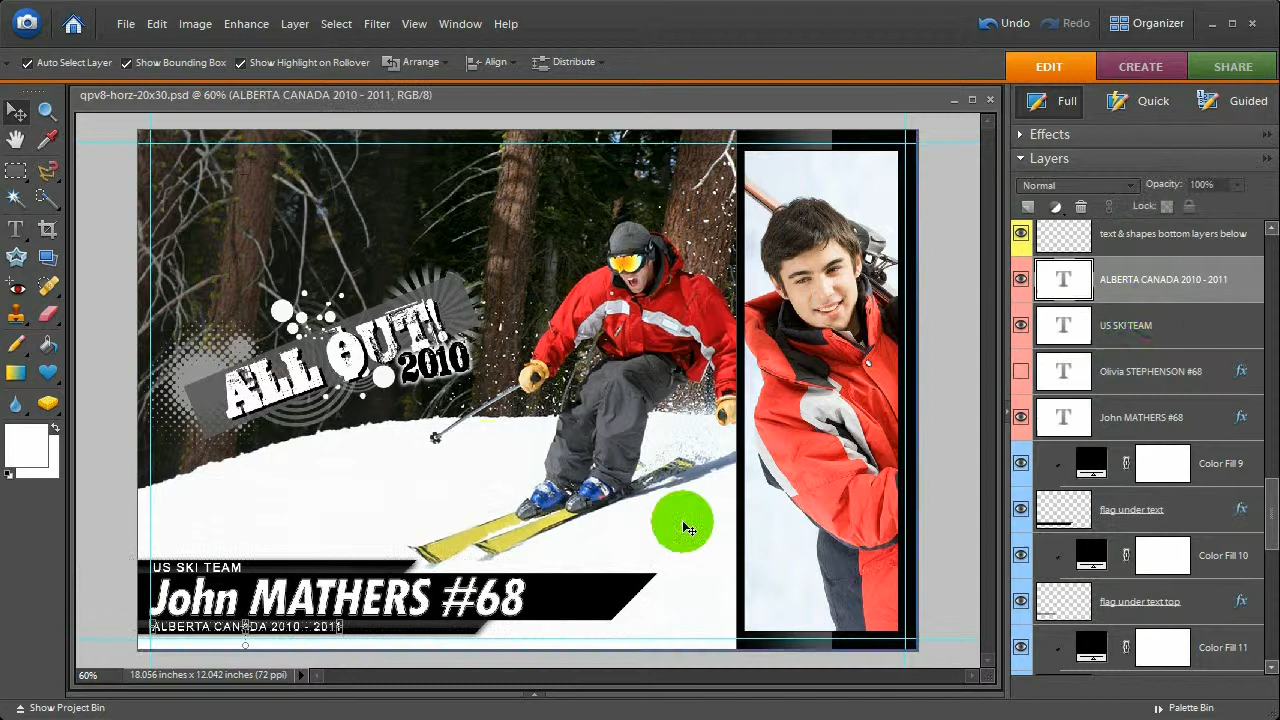 File Edit Image Enhance Layer Select Filter View Window Help
Undo Redo Organizer
Auto Select Layer Show Bounding Box Show Highlight on Rollover Arrange Align Distribute
EDIT CREATE SHARE
qpv8-horz-20x30.psd @ 60% (ALBERTA CANADA 2010 - 2011, RGB/8)
Full Quick Guided
Effects
Layers
Normal Opacity: 100%
Lock:
text & shapes bottom layers below
ALBERTA CANADA 2010 - 2011
US SKI TEAM
Olivia STEPHENSON #68 fx
John MATHERS #68 fx
Color Fill 9
flag under text fx
Color Fill 10
flag under text top fx
Color Fill 11
ALL OUT!
2010
US SKI TEAM
John MATHERS #68
ALBERTA CANADA 2010 - 2011
60% 18.056 inches x 12.042 inches (72 ppi)
Show Project Bin
Palette Bin